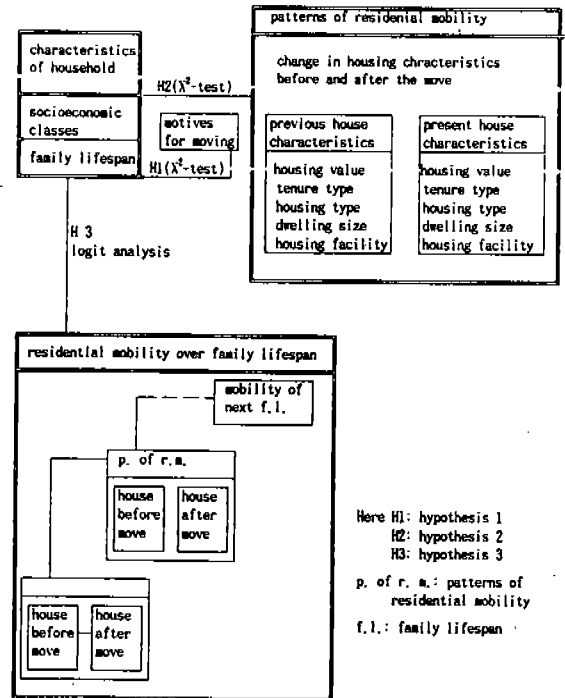 characteristics
of household
socioeconomic
classes
family lifespan
H2(χ²-test)
motives
for moving
H1(χ²-test)
patterns of residenial mobility
change in housing chracteristics
before and after the move
previous house
characteristics
housing value
tenure type
housing type
dwelling size
housing facility
present house
characteristics
housing value
tenure type
housing type
dwelling size
housing facility
H 3
logit analysis
residential mobility over family lifespan
mobility of
next f.l.
p. of r.m.
house
before
move
house
after
move
house
before
move
house
after
move
Here H1: hypothesis 1
H2: hypothesis 2
H3: hypothesis 3
p. of r. m.: patterns of
residential mobility
f.l.: family lifespan